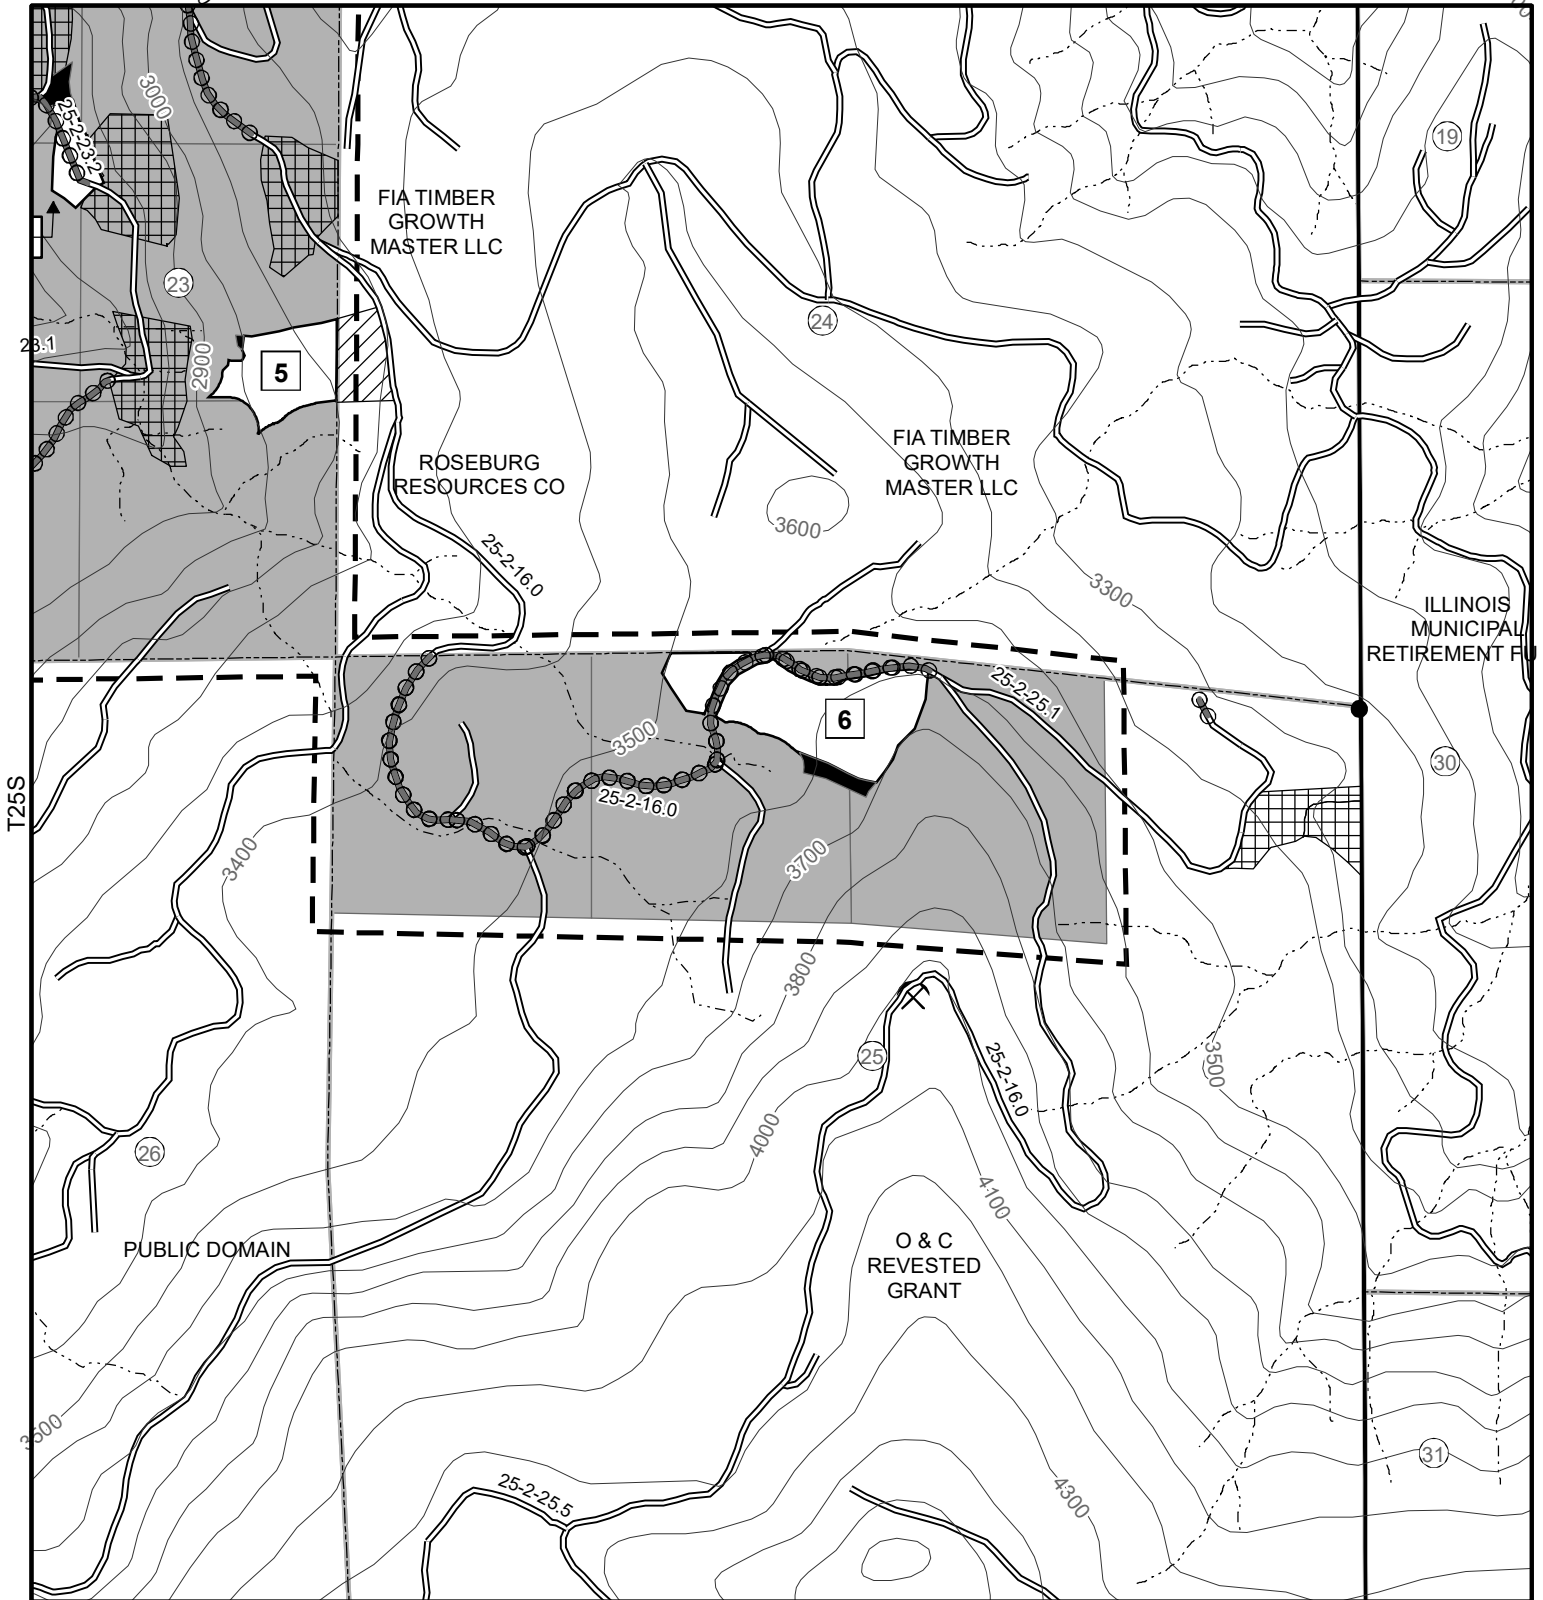 3000
25-2-23.2
19
FIA TIMBER
GROWTH
MASTER LLC
23
24
2900
5
ROSEBURG
RESOURCES CO
FIA TIMBER
GROWTH
MASTER LLC
3600
25-2-16.0
3300
ILLINOIS
MUNICIPAL
RETIREMENT FU
25-2-25.1
6
3500
30
T25S
25-2-16.0
3400
3700
3800
25
25-2-16.0
3500
4000
26
4100
PUBLIC DOMAIN
O & C
REVESTED
GRANT
3500
31
25-2-25.5
4300